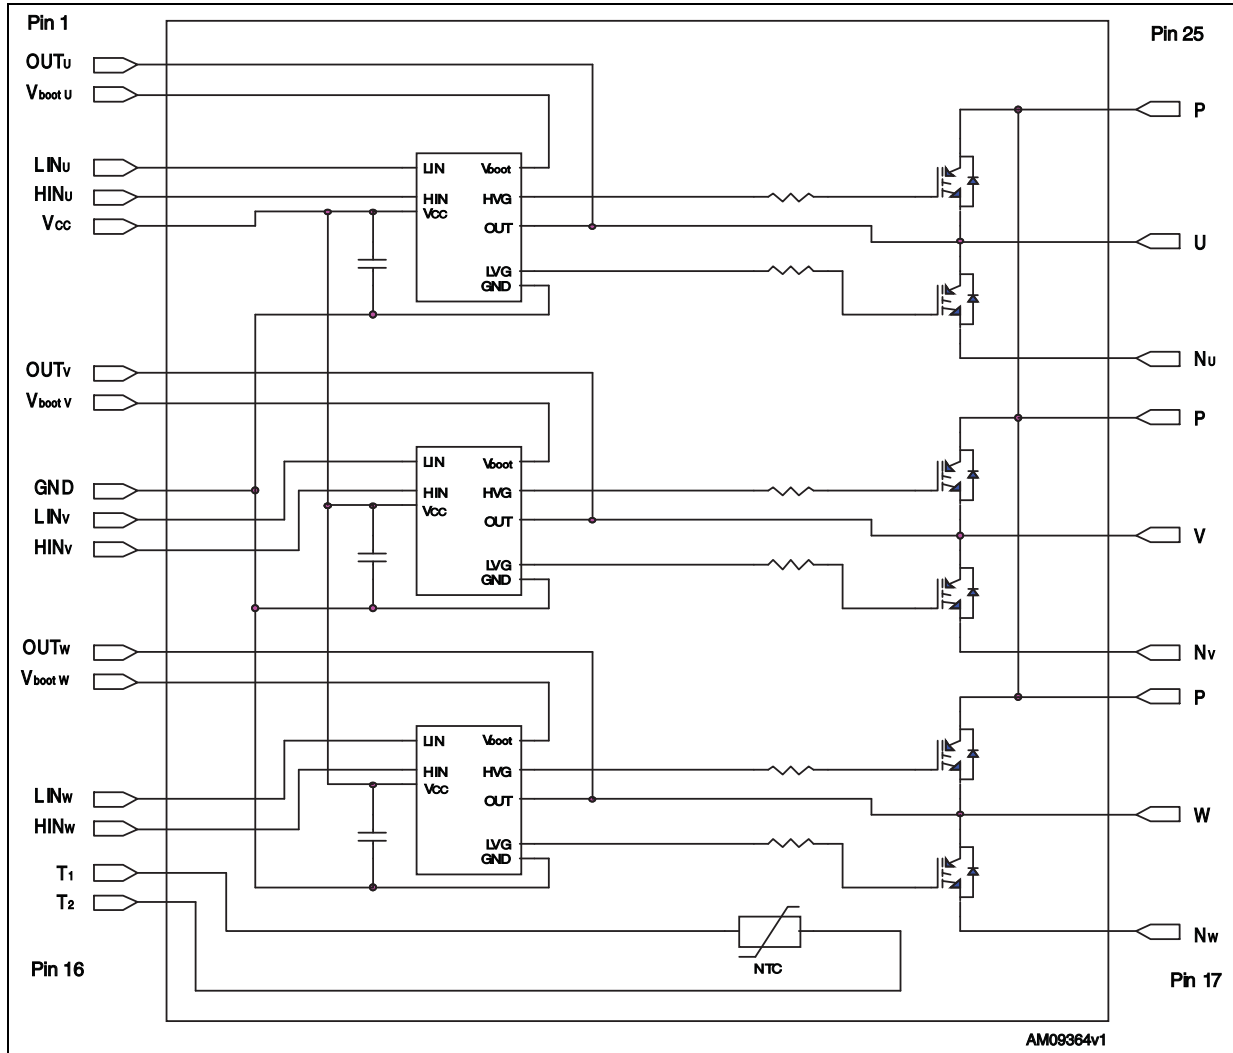 Pin 1
Pin 25
OUTU
Vboot U
P
LINU
HINU
VCC
LIN
HIN
VCC
Vboot
HVG
OUT
LVG
GND
U
NU
OUTV
Vboot V
P
GND
LINV
HINV
LIN
HIN
VCC
Vboot
HVG
OUT
LVG
GND
V
NV
OUTW
Vboot W
P
LINW
HINW
LIN
HIN
VCC
Vboot
HVG
OUT
LVG
GND
W
T1
T2
NW
NTC
Pin 16
Pin 17
AM09364v1